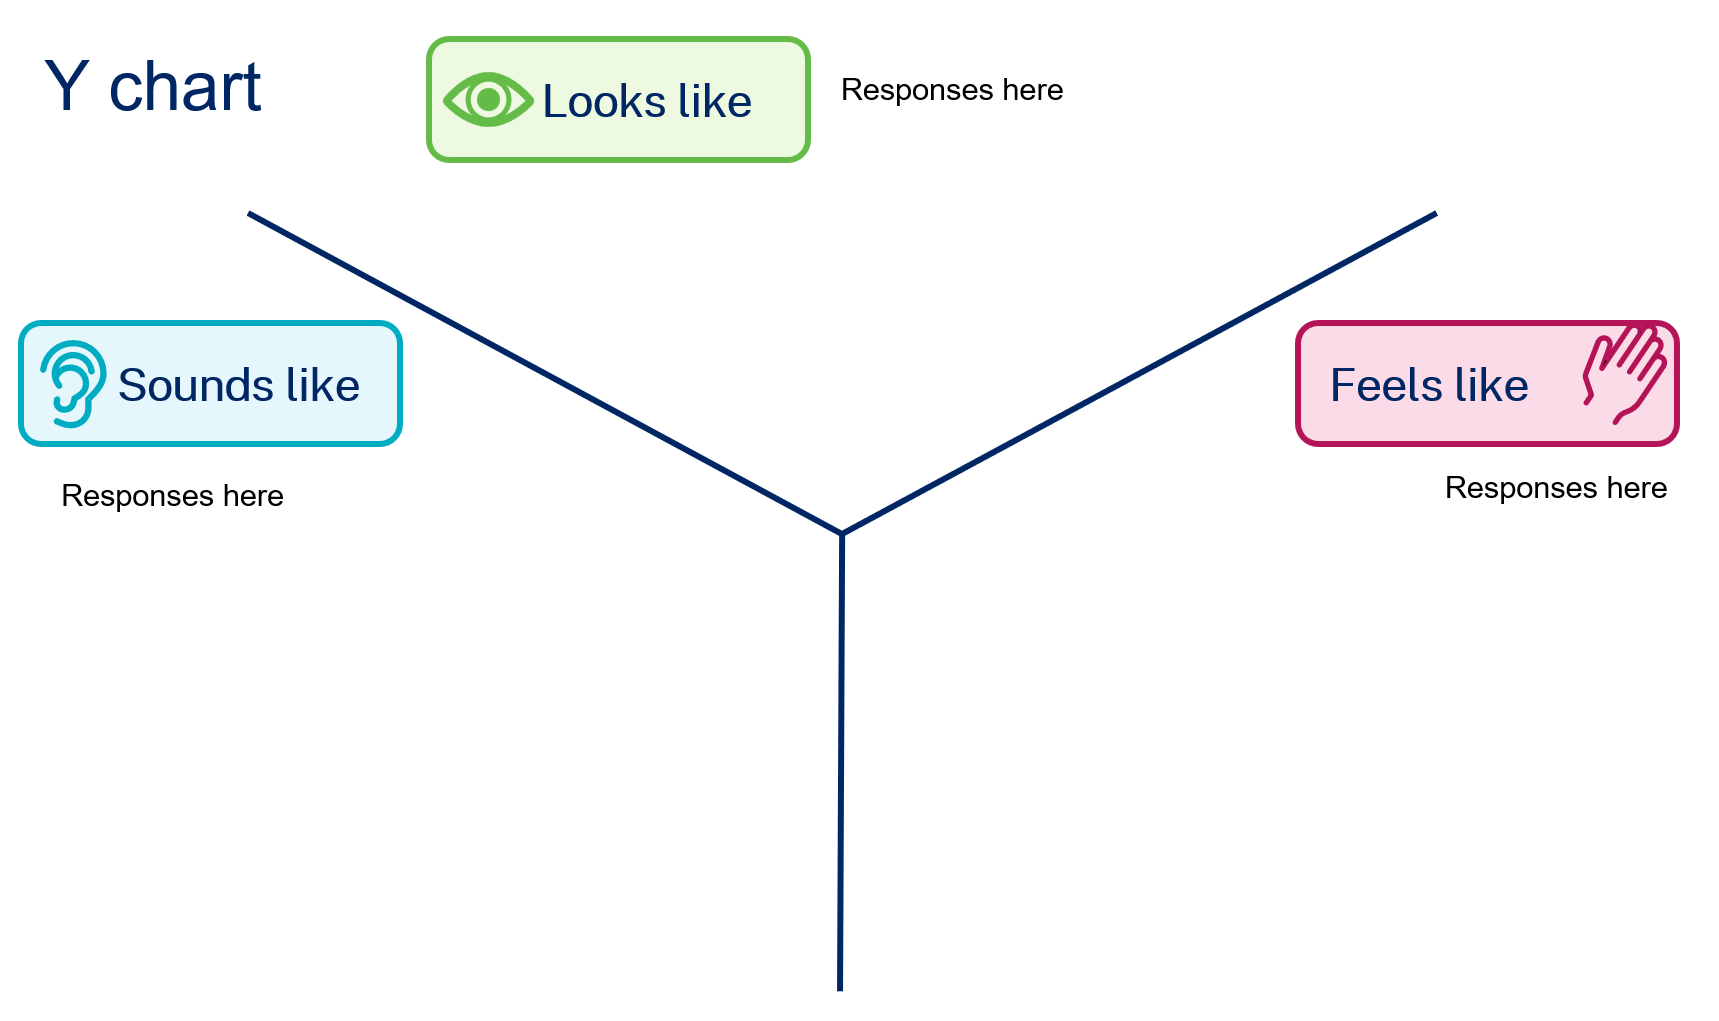 Y chart
Looks like
Responses here
Sounds like
Responses here
Feels like
Responses here